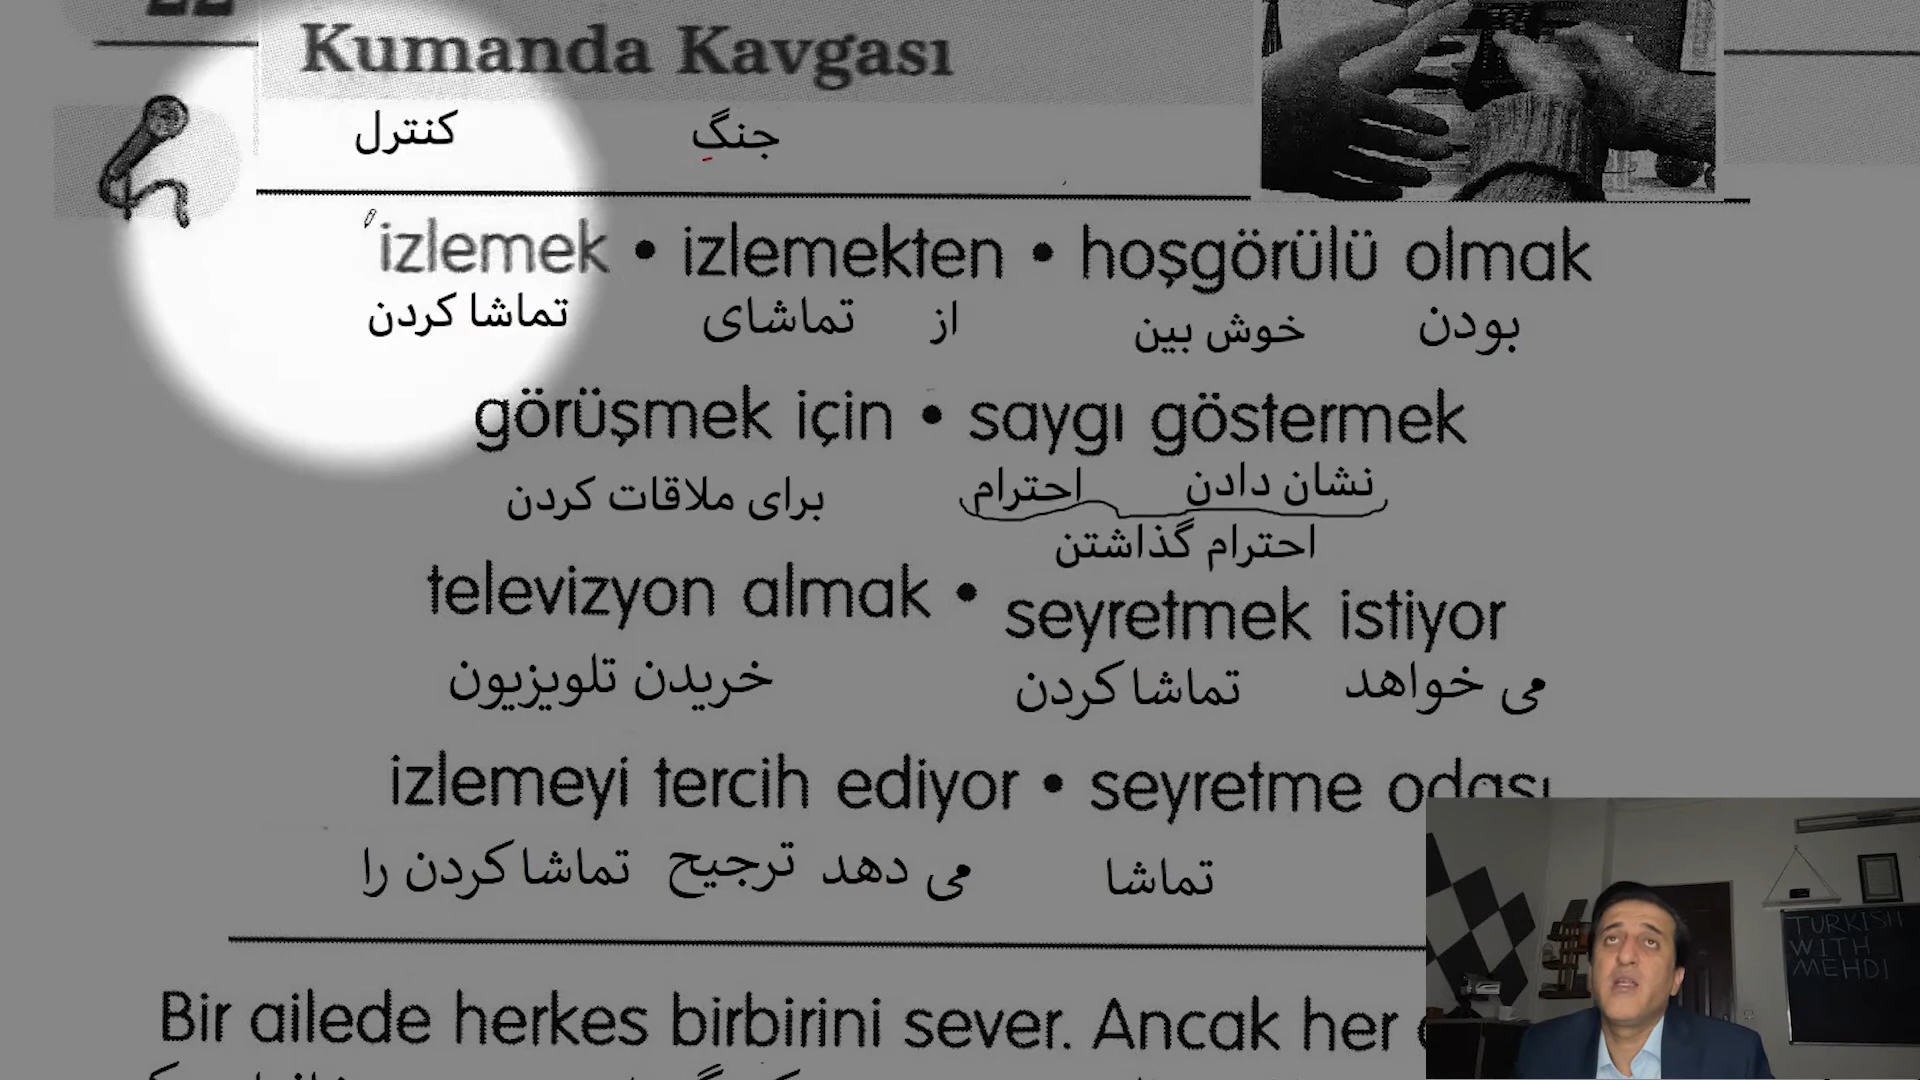 Kumanda Kavgası
کنترل جنگِ
izlemek • izlemekten • hoşgörülü olmak
تماشا کردن تماشای از خوش بین بودن
görüşmek için • saygı göstermek
برای ملاقات کردن احترام نشان دادن
احترام گذاشتن
televizyon almak • seyretmek istiyor
خریدن تلویزیون تماشا کردن می خواهد
izlemeyi tercih ediyor • seyretme odası
تماشا کردن را ترجیح می دهد تماشا
TURKISH
WITH
MEHDI
Bir ailede herkes birbirini sever. Ancak her